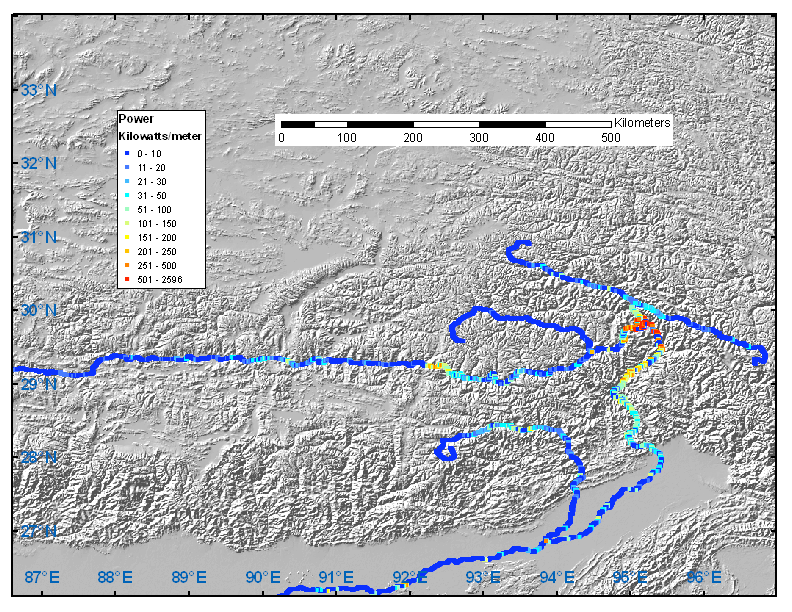 33°N
Power
Kilowatts/meter
0 - 10
11 - 20
21 - 30
31 - 50
51 - 100
101 - 150
151 - 200
201 - 250
251 - 500
501 - 2596
Kilometers
0 100 200 300 400 500
32°N
31°N
30°N
29°N
28°N
27°N
87°E 88°E 89°E 90°E 91°E 92°E 93°E 94°E 95°E 96°E